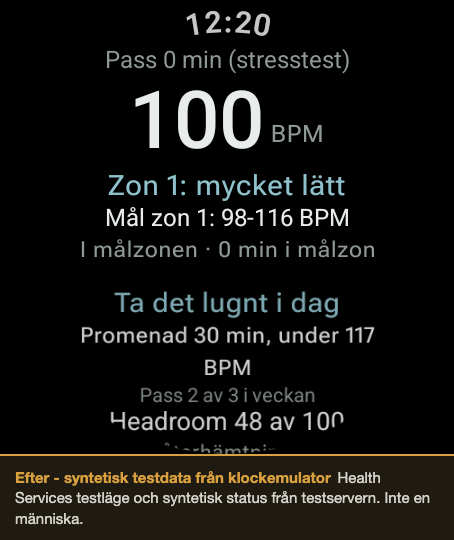 12:20
Pass 0 min (stresstest)
100 BPM
Zon 1: mycket lätt
Mål zon 1: 98-116 BPM
I målzonen · 0 min i målzon
Ta det lugnt i dag
Promenad 30 min, under 117
BPM
Pass 2 av 3 i veckan
Headroom 48 av 100
Efter - syntetisk testdata från klockemulator Health
Services testläge och syntetisk status från testservern. Inte en
människa.